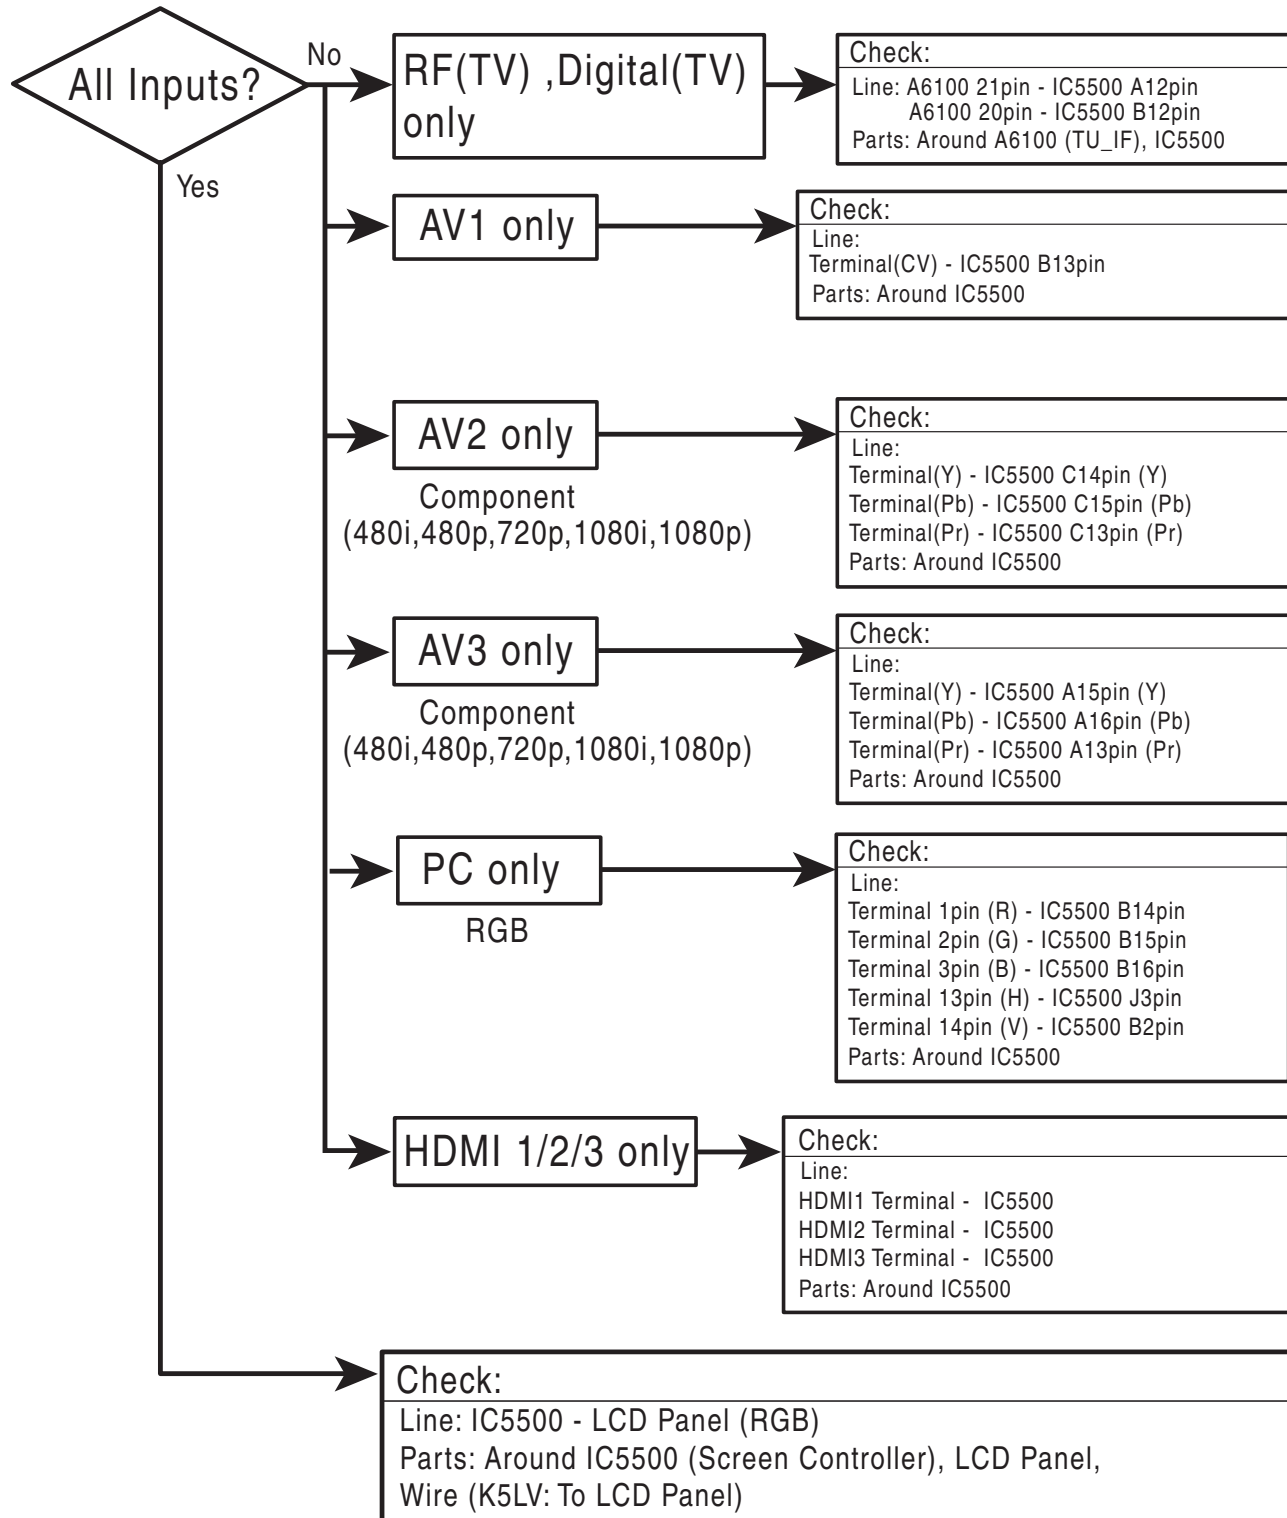 All Inputs?
No
Yes
RF(TV) ,Digital(TV)
only
Check:
Line: A6100 21pin - IC5500 A12pin
A6100 20pin - IC5500 B12pin
Parts: Around A6100 (TU_IF), IC5500
AV1 only
Check:
Line:
Terminal(CV) - IC5500 B13pin
Parts: Around IC5500
AV2 only
Component
(480i,480p,720p,1080i,1080p)
Check:
Line:
Terminal(Y) - IC5500 C14pin (Y)
Terminal(Pb) - IC5500 C15pin (Pb)
Terminal(Pr) - IC5500 C13pin (Pr)
Parts: Around IC5500
AV3 only
Component
(480i,480p,720p,1080i,1080p)
Check:
Line:
Terminal(Y) - IC5500 A15pin (Y)
Terminal(Pb) - IC5500 A16pin (Pb)
Terminal(Pr) - IC5500 A13pin (Pr)
Parts: Around IC5500
PC only
RGB
Check:
Line:
Terminal 1pin (R) - IC5500 B14pin
Terminal 2pin (G) - IC5500 B15pin
Terminal 3pin (B) - IC5500 B16pin
Terminal 13pin (H) - IC5500 J3pin
Terminal 14pin (V) - IC5500 B2pin
Parts: Around IC5500
HDMI 1/2/3 only
Check:
Line:
HDMI1 Terminal - IC5500
HDMI2 Terminal - IC5500
HDMI3 Terminal - IC5500
Parts: Around IC5500
Check:
Line: IC5500 - LCD Panel (RGB)
Parts: Around IC5500 (Screen Controller), LCD Panel,
Wire (K5LV: To LCD Panel)